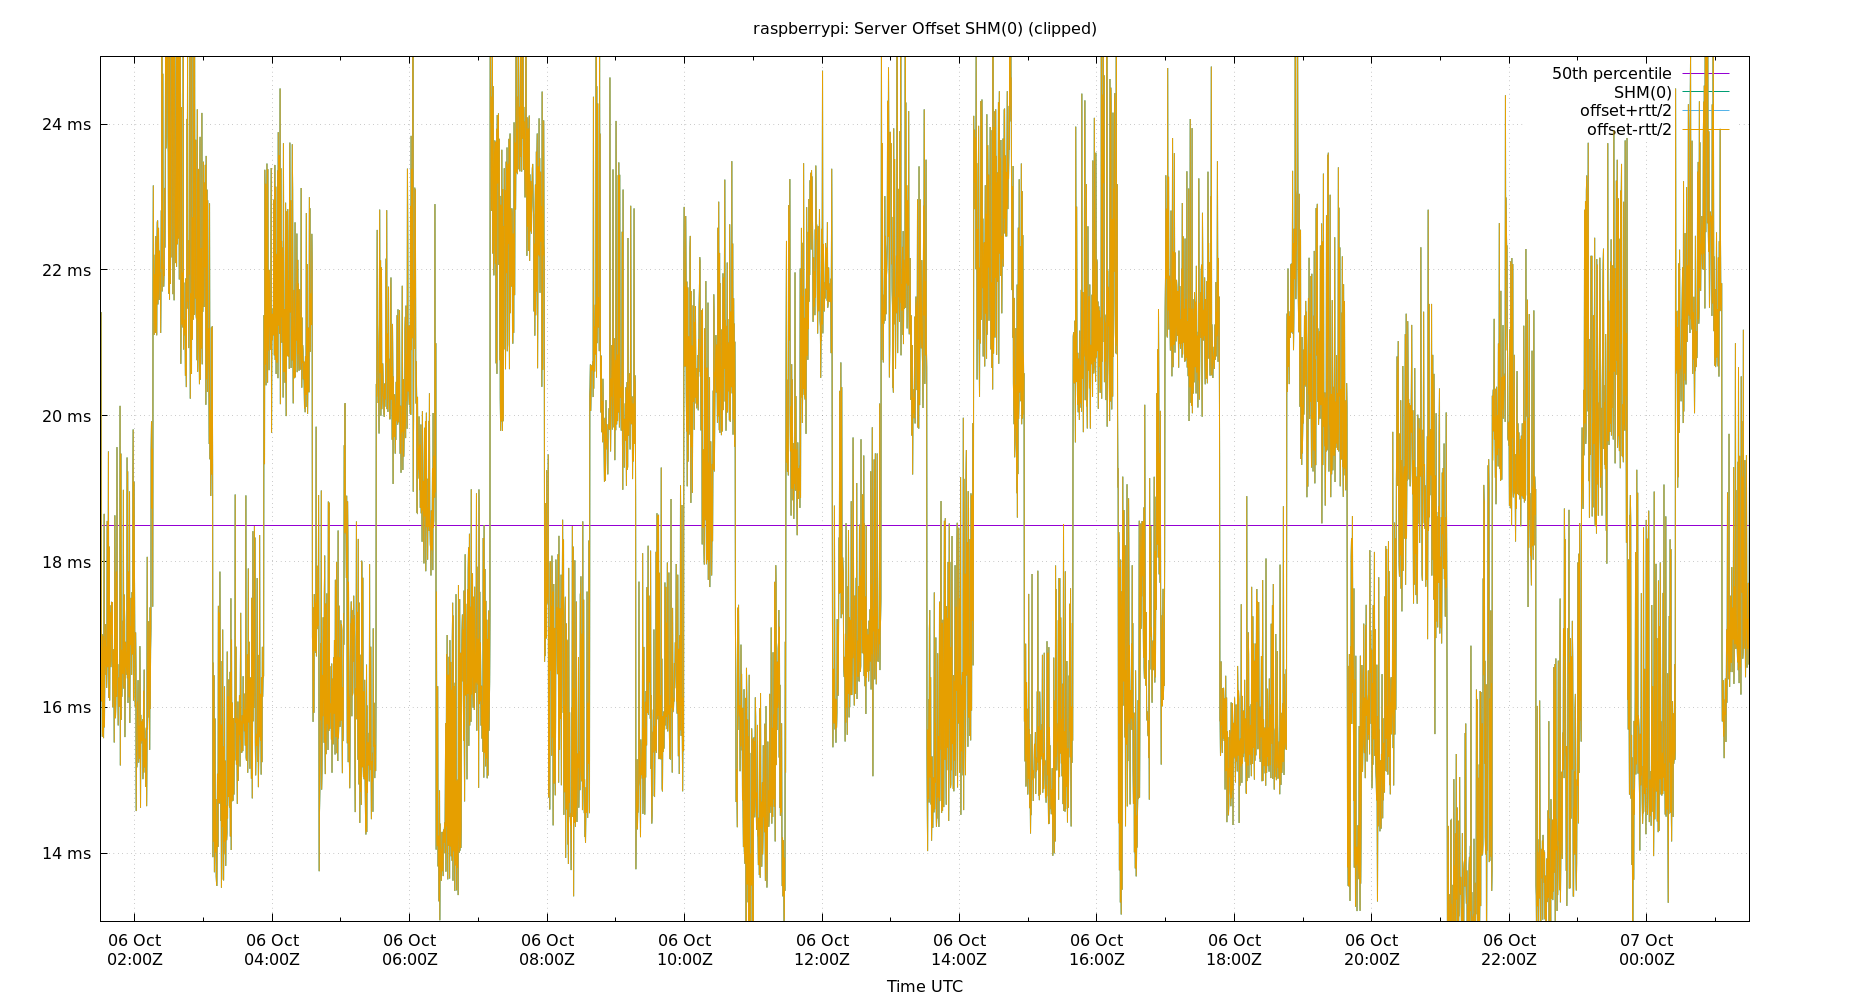 raspberrypi: Server Offset SHM(0) (clipped)
50th percentile
SHM(0)
offset+rtt/2
offset-rtt/2
24 ms
22 ms
20 ms
18 ms
16 ms
14 ms
06 Oct 06 Oct 06 Oct 06 Oct 06 Oct 06 Oct 06 Oct 06 Oct 06 Oct 06 Oct 06 Oct 07 Oct
02:00Z 04:00Z 06:00Z 08:00Z 10:00Z 12:00Z 14:00Z 16:00Z 18:00Z 20:00Z 22:00Z 00:00Z
Time UTC